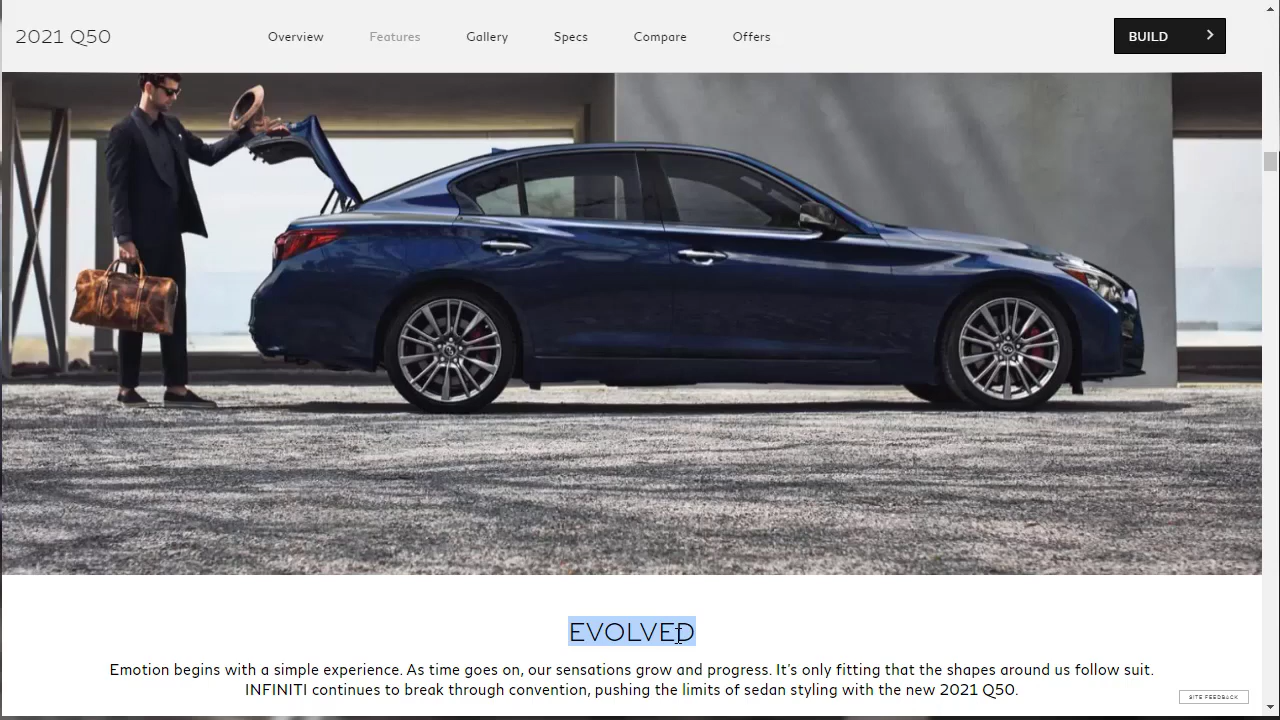 2021 Q50
Overview Features Gallery Specs Compare Offers
BUILD
EVOLVED
Emotion begins with a simple experience. As time goes on, our sensations grow and progress. It's only fitting that the shapes around us follow suit.
INFINITI continues to break through convention, pushing the limits of sedan styling with the new 2021 Q50.
SITE FEEDBACK